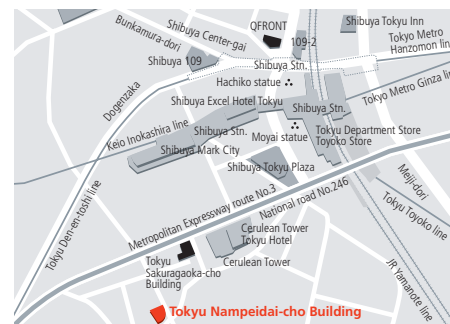 Shibuya Center-gai
Bunkamura-dori
QFRONT
Shibuya Tokyu Inn
109-2
Tokyu Metro
Hanzomon line
Shibuya 109
Shibuya Stn.
Hachiko statue
Dogenzaka
Shibuya Excel Hotel Tokyu
Shibuya Stn.
Tokyo Metro Ginza line
Keio Inokashira line
Shibuya Stn.
Moyai statue
Tokyu Department Store
Toyoko Store
Shibuya Mark City
Shibuya Tokyu Plaza
Meiji-dori
Metropolitan Expressway route No.3
National road No.246
Tokyu Toyoko line
Tokyu Den-en-toshi line
Cerulean Tower
Tokyu Hotel
Tokyu
Sakuragaoka-cho
Building
Cerulean Tower
JR Yamanote line
Tokyu Nampeidai-cho Building